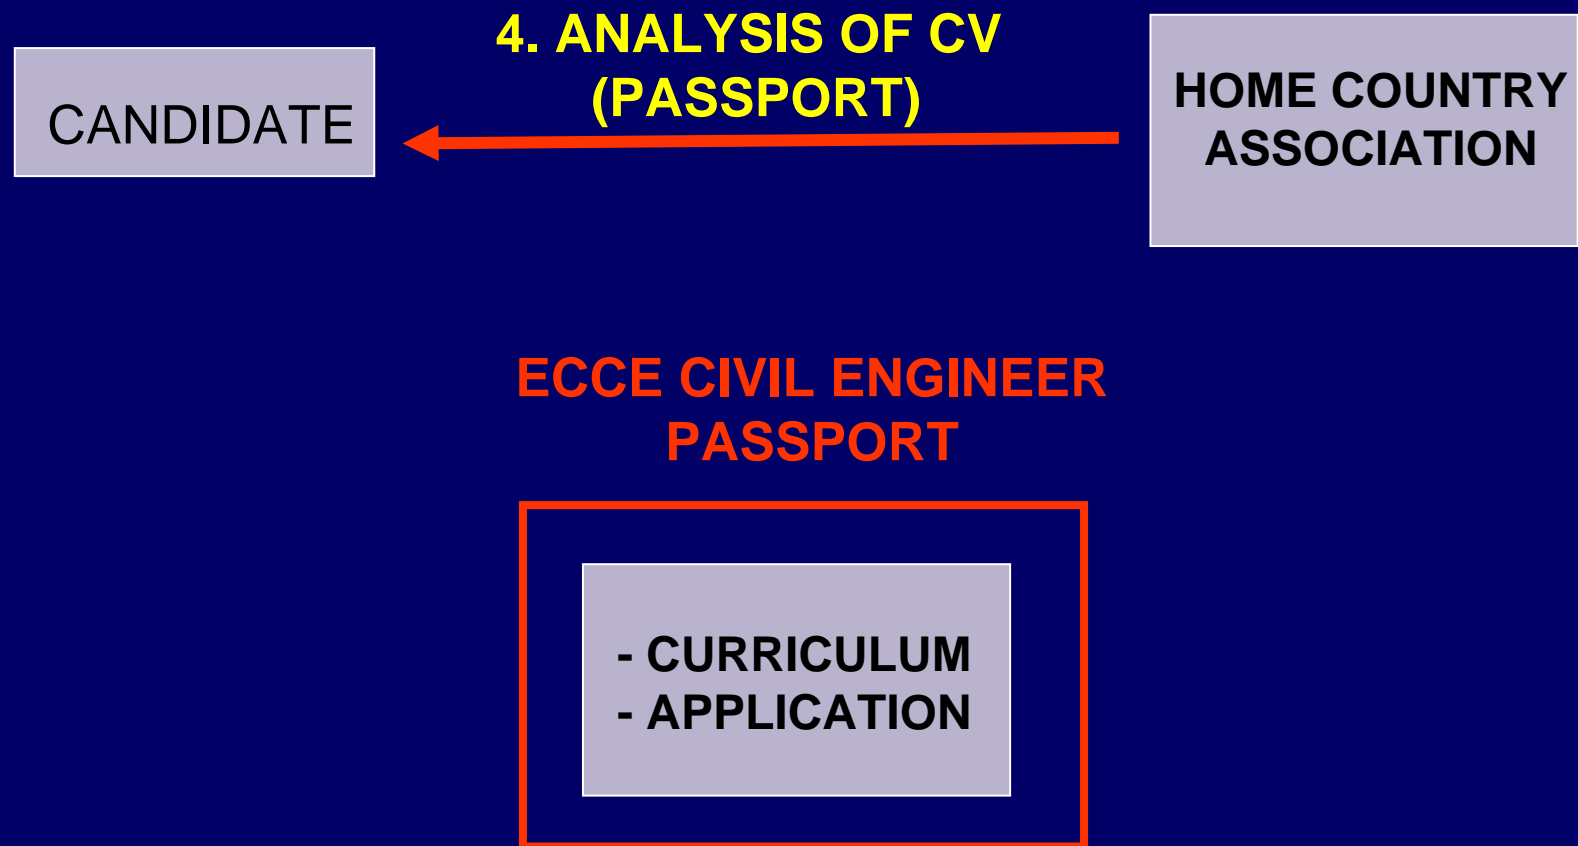 CANDIDATE
4. ANALYSIS OF CV
(PASSPORT)
HOME COUNTRY
ASSOCIATION
ECCE CIVIL ENGINEER
PASSPORT
- CURRICULUM
- APPLICATION